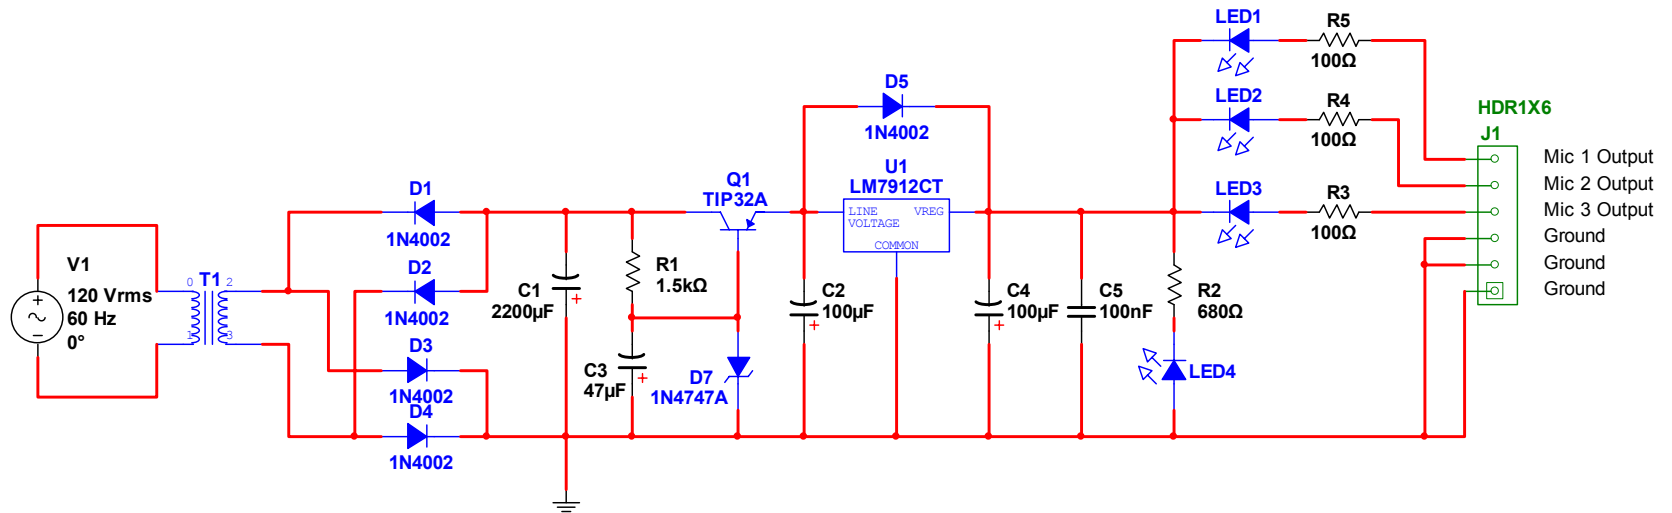 V1
120 Vrms
60 Hz
0°
T1
0
2
1
3
D1
1N4002
D2
1N4002
D3
1N4002
D4
1N4002
C1
2200µF
R1
1.5kΩ
C3
47µF
Q1
TIP32A
D7
1N4747A
D5
1N4002
U1
LM7912CT
LINE VREG
VOLTAGE
COMMON
C2
100µF
C4
100µF
C5
100nF
R2
680Ω
LED4
LED1
R5
100Ω
LED2
R4
100Ω
LED3
R3
100Ω
HDR1X6
J1
Mic 1 Output
Mic 2 Output
Mic 3 Output
Ground
Ground
Ground